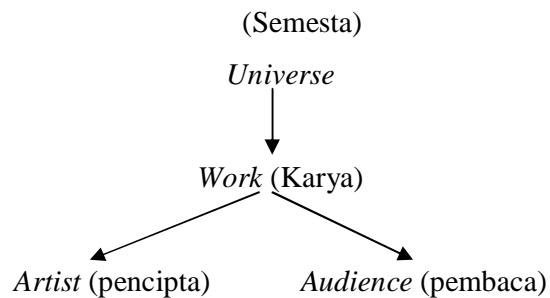 (Semesta)
Universe
Work (Karya)
Artist (pencipta) Audience (pembaca)